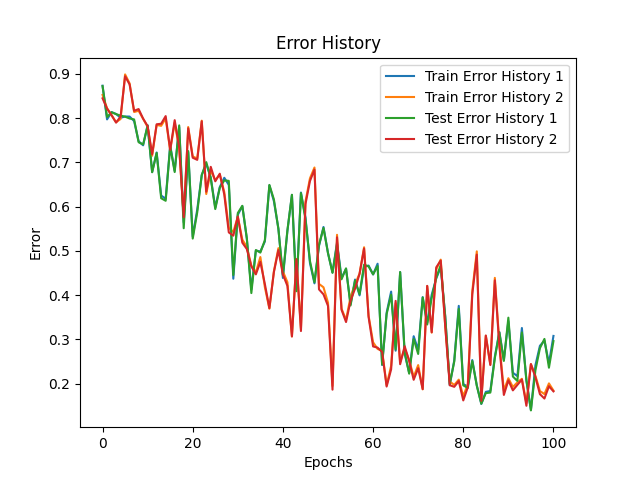 Error History
Train Error History 1
Train Error History 2
Test Error History 1
Test Error History 2
Error
0.9
0.8
0.7
0.6
0.5
0.4
0.3
0.2
0 20 40 60 80 100
Epochs